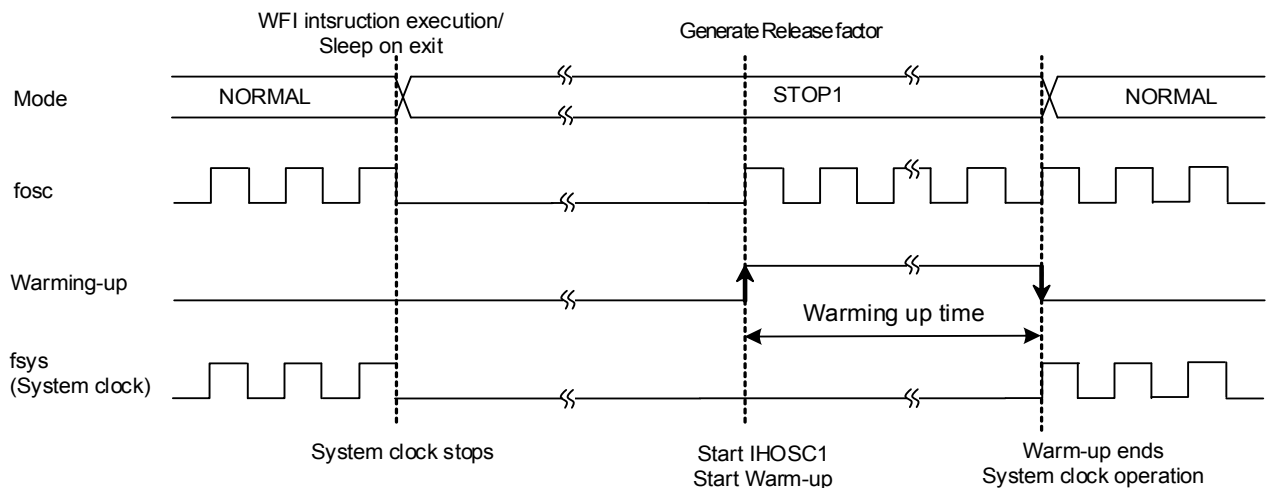 WFI intsruction execution/
Sleep on exit
Generate Release factor
Mode
NORMAL
STOP1
NORMAL
fosc
Warming-up
Warming up time
fsys
(System clock)
System clock stops
Start IHOSC1
Start Warm-up
Warm-up ends
System clock operation